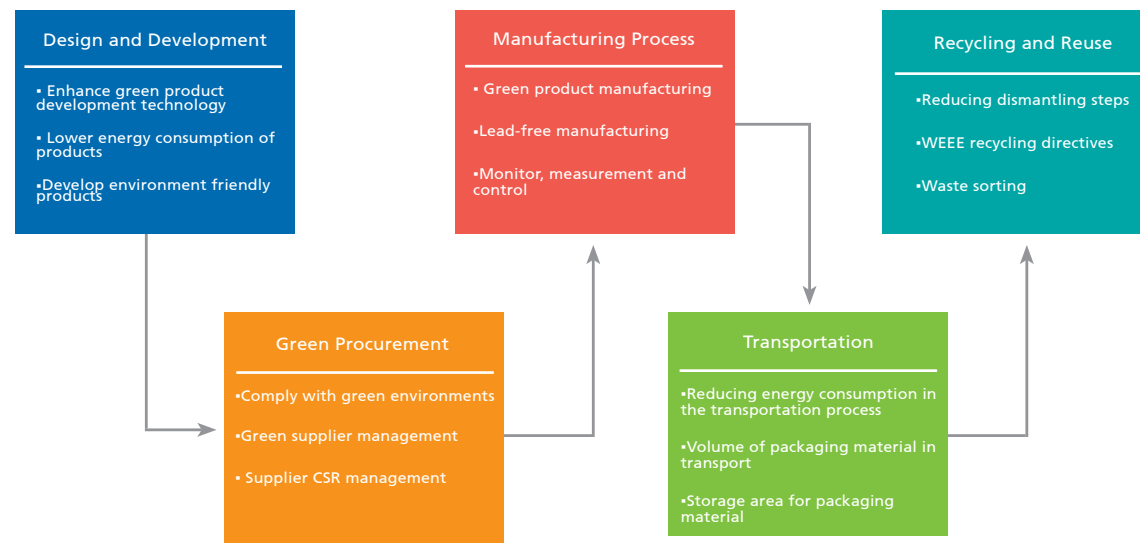 Design and Development
▪ Enhance green product
development technology
▪ Lower energy consumption of
products
▪Develop environment friendly
products
Green Procurement
▪Comply with green environments
▪Green supplier management
▪ Supplier CSR management
Manufacturing Process
▪ Green product manufacturing
▪Lead-free manufacturing
▪Monitor, measurement and
control
Transportation
▪Reducing energy consumption in
the transportation process
▪Volume of packaging material in
transport
▪Storage area for packaging
material
Recycling and Reuse
▪Reducing dismantling steps
▪WEEE recycling directives
▪Waste sorting